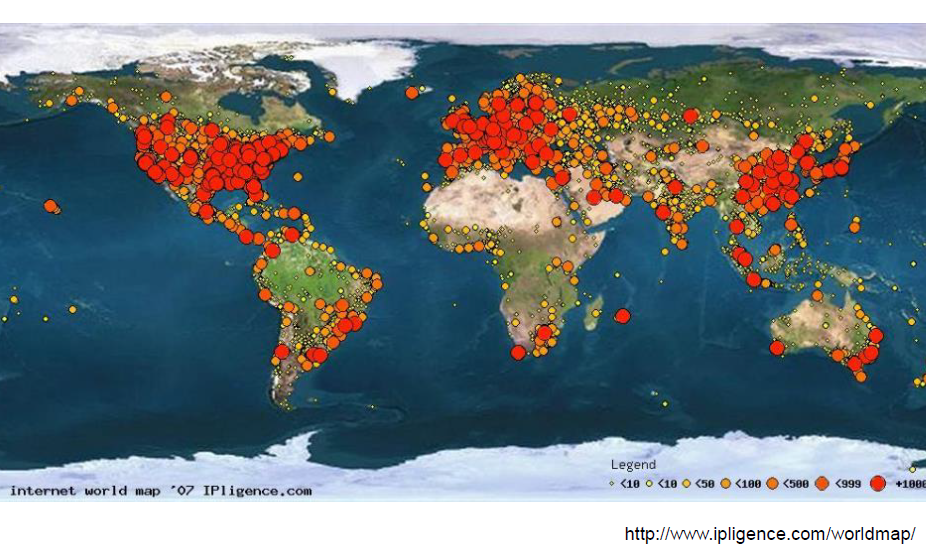 Legend
<10 <10 <50 <100 <500 <999 +1000
internet world map ´07 IPligence.com
http://www.ipligence.com/worldmap/